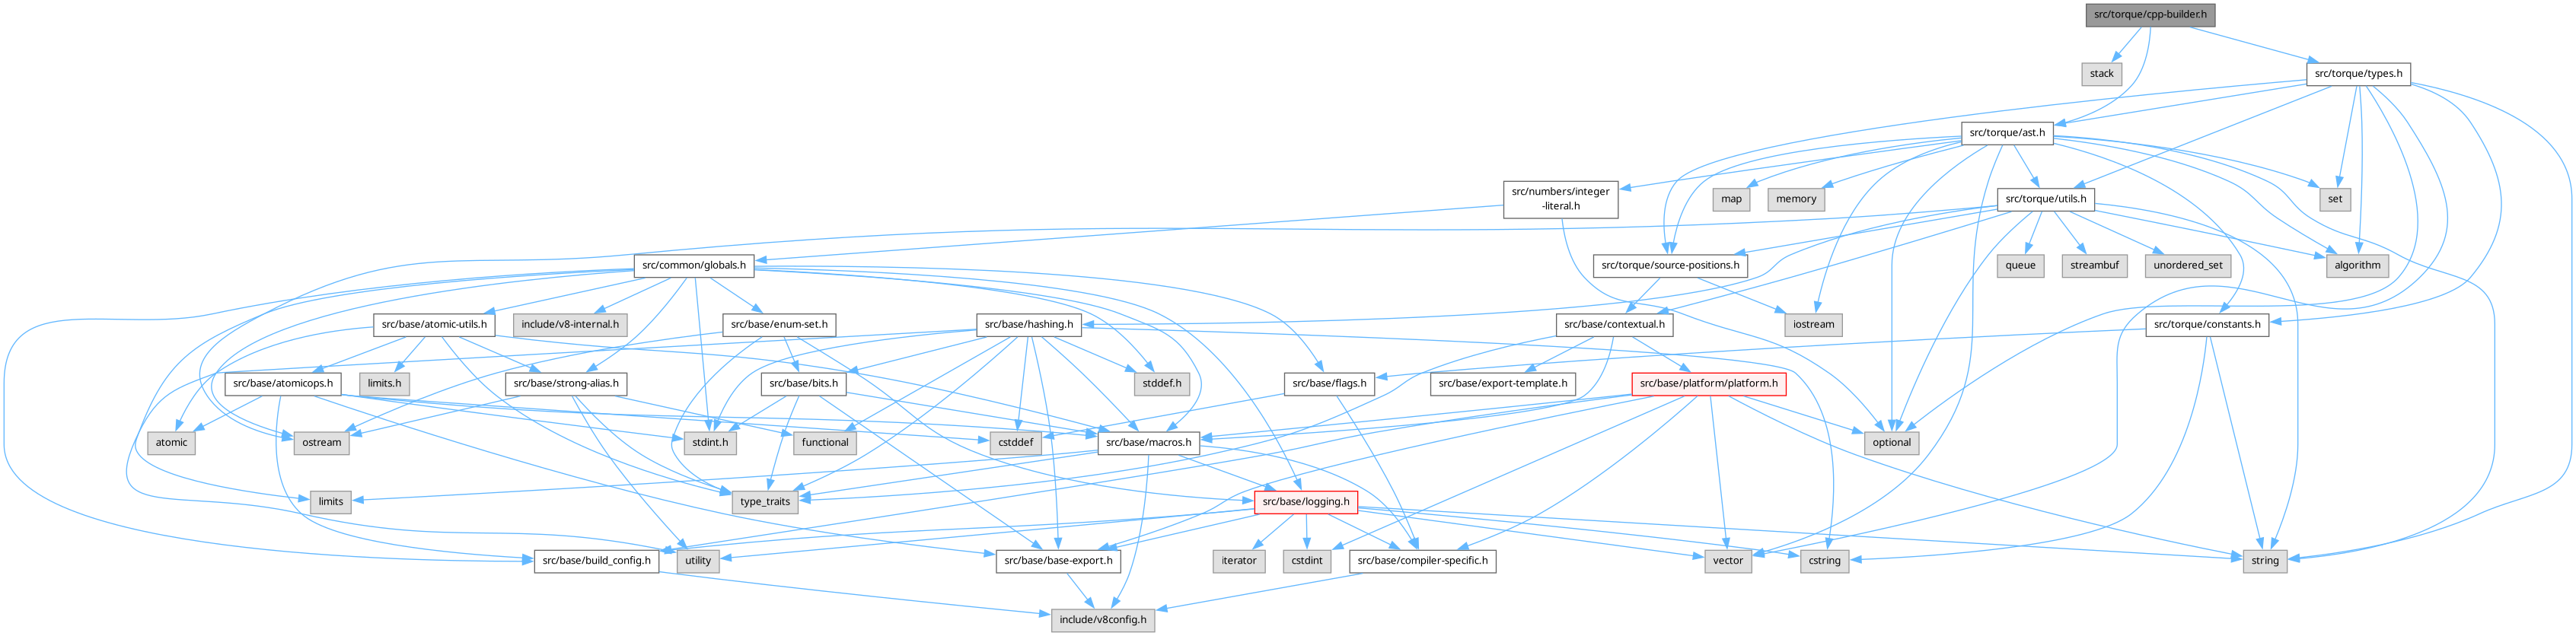 src/torque/cpp-builder.h
stack
src/torque/types.h
src/torque/ast.h
src/numbers/integer
-literal.h
map
memory
src/torque/utils.h
set
src/common/globals.h
src/torque/source-positions.h
queue
streambuf
unordered_set
algorithm
src/base/atomic-utils.h
include/v8-internal.h
src/base/enum-set.h
src/base/hashing.h
src/base/contextual.h
iostream
src/torque/constants.h
src/base/atomicops.h
limits.h
src/base/strong-alias.h
src/base/bits.h
stddef.h
src/base/flags.h
src/base/export-template.h
src/base/platform/platform.h
atomic
ostream
stdint.h
functional
cstddef
src/base/macros.h
optional
limits
type_traits
src/base/logging.h
src/base/build_config.h
utility
src/base/base-export.h
iterator
cstdint
src/base/compiler-specific.h
vector
cstring
string
include/v8config.h